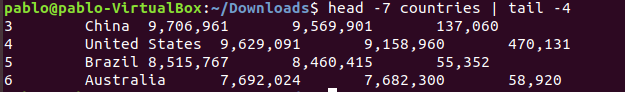 pablo@pablo-VirtualBox:~/Downloads$ head -7 countries | tail -4
3 China 9,706,961 9,569,901 137,060
4 United States 9,629,091 9,158,960 470,131
5 Brazil 8,515,767 8,460,415 55,352
6 Australia 7,692,024 7,682,300 58,920